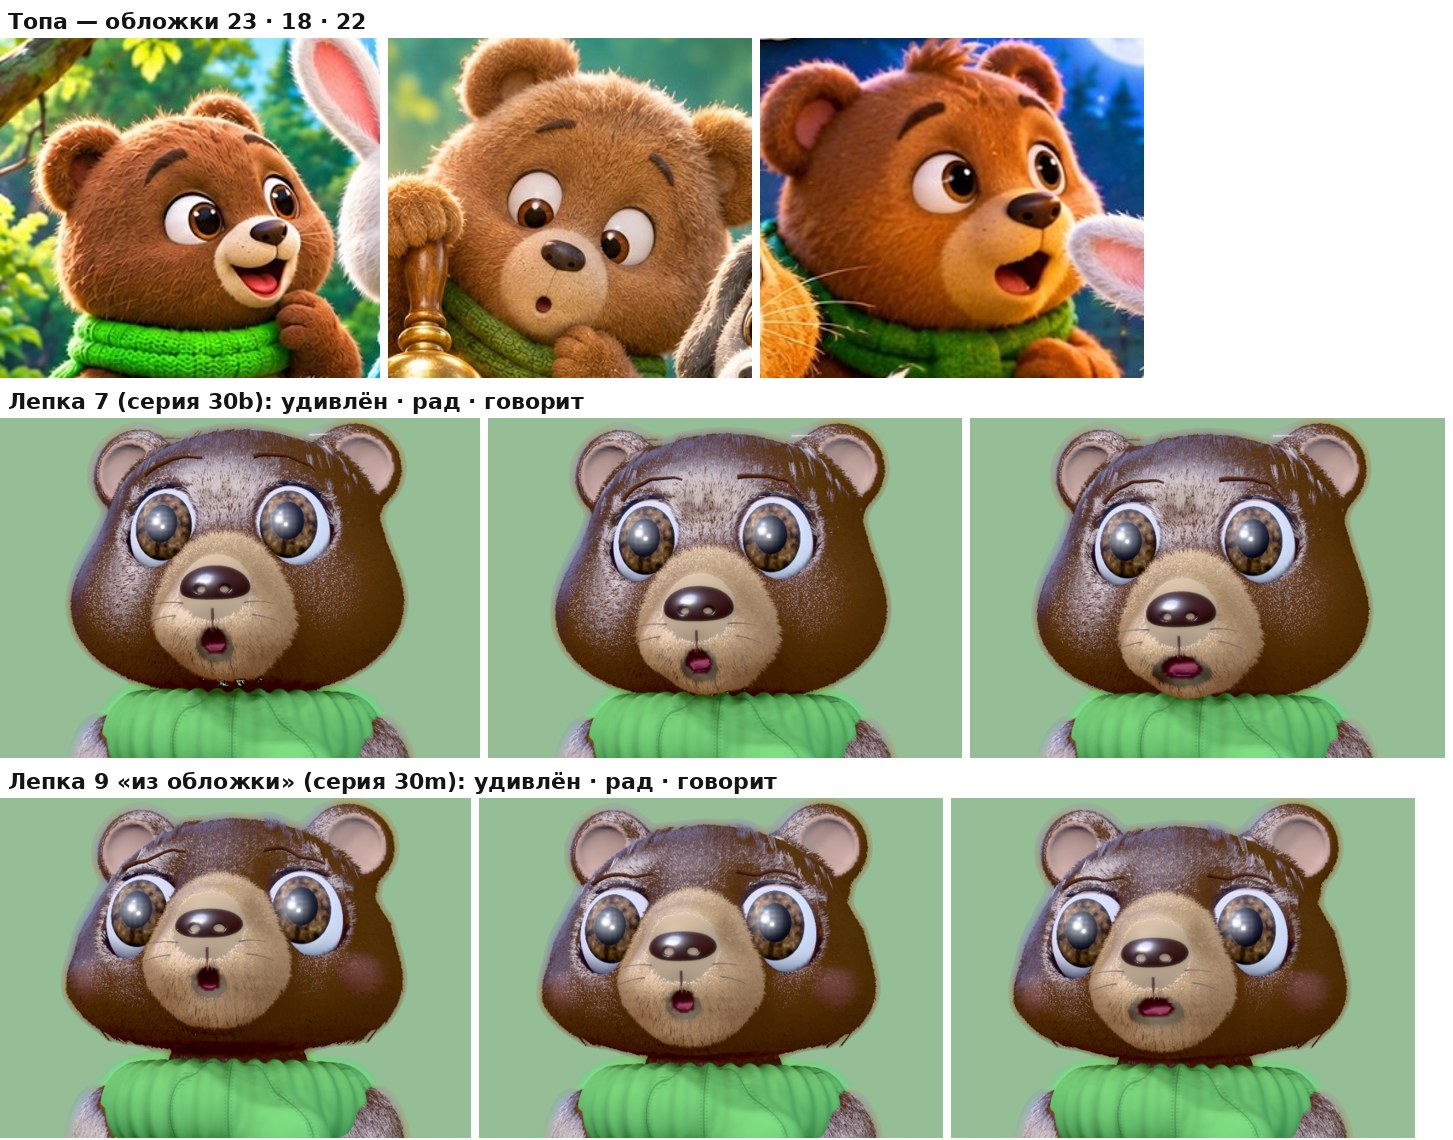 Топа — обложки 23 · 18 · 22
Лепка 7 (серия 30b): удивлён · рад · говорит
Лепка 9 «из обложки» (серия 30m): удивлён · рад · говорит